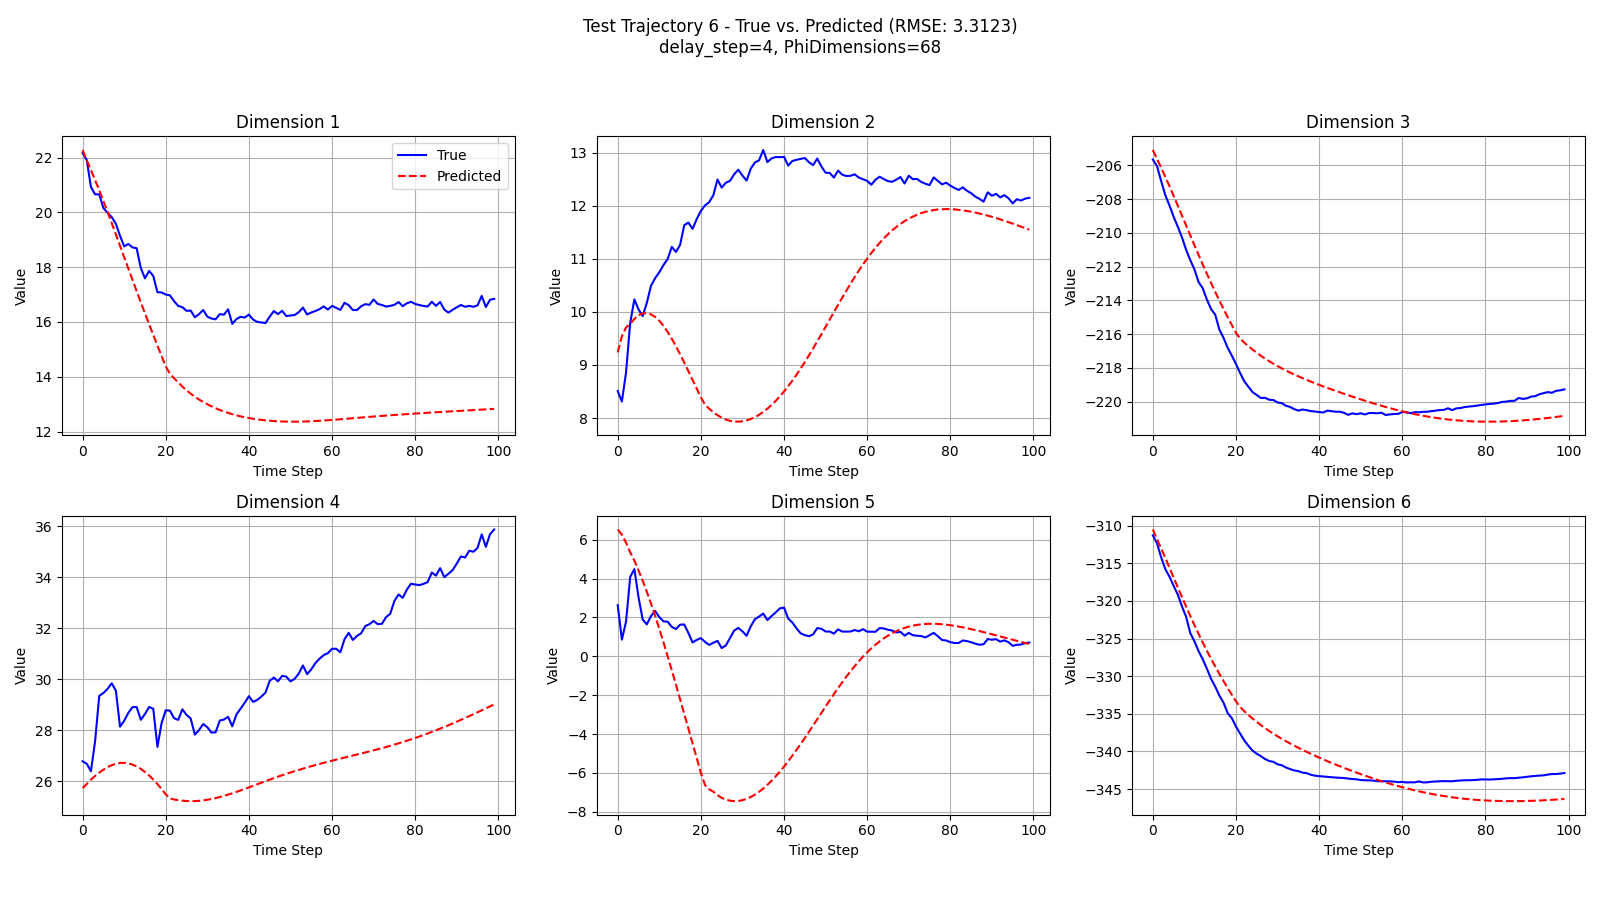 Test Trajectory 6 - True vs. Predicted (RMSE: 3.3123)
delay_step=4, PhiDimensions=68
Dimension 1
Value
22
20
18
16
14
12
0 20 40 60 80 100
Time Step
True
Predicted
Dimension 2
Value
13
12
11
10
9
8
0 20 40 60 80 100
Time Step
Dimension 3
Value
−206
−208
−210
−212
−214
−216
−218
−220
0 20 40 60 80 100
Time Step
Dimension 4
Value
36
34
32
30
28
26
0 20 40 60 80 100
Time Step
Dimension 5
Value
6
4
2
0
−2
−4
−6
−8
0 20 40 60 80 100
Time Step
Dimension 6
Value
−310
−315
−320
−325
−330
−335
−340
−345
0 20 40 60 80 100
Time Step